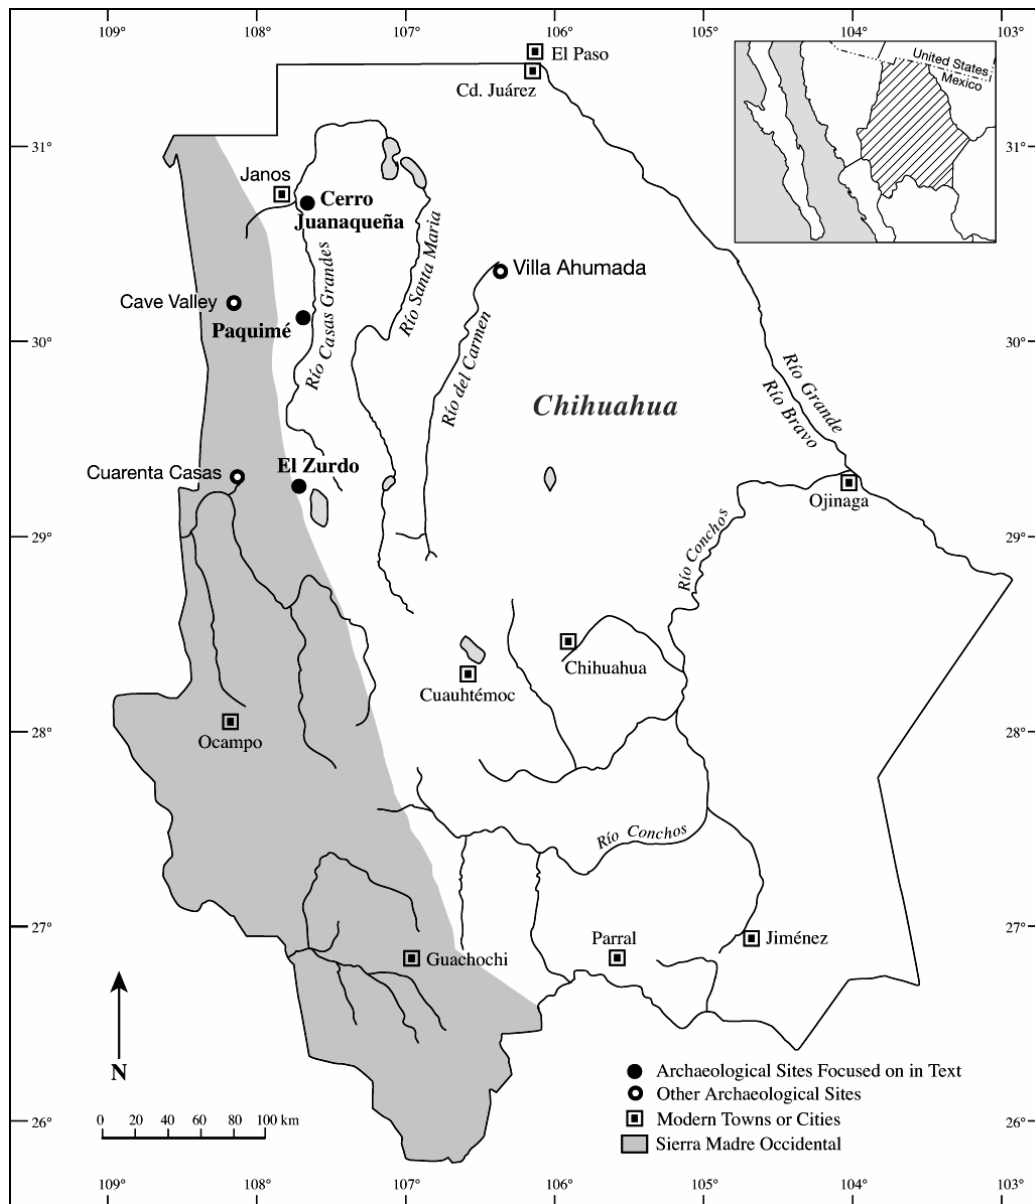 109°
108°
107°
106°
105°
104°
103°
El Paso
Cd. Juárez
United States
Mexico
31°
31°
Janos
Cerro
Juanaqueña
Río Casas Grandes
Río Santa Maria
Villa Ahumada
Cave Valley
Paquimé
30°
30°
Río del Carmen
Chihuahua
Río Grande
Río Bravo
Cuarenta Casas
El Zurdo
Ojinaga
29°
29°
Río Conchos
Chihuahua
Cuauhtémoc
Ocampo
28°
28°
Río Conchos
27°
27°
Guachochi
Parral
Jiménez
N
Archaeological Sites Focused on in Text
Other Archaeological Sites
Modern Towns or Cities
Sierra Madre Occidental
0 20 40 60 80 100 km
26°
26°
109°
108°
107°
106°
105°
104°
103°